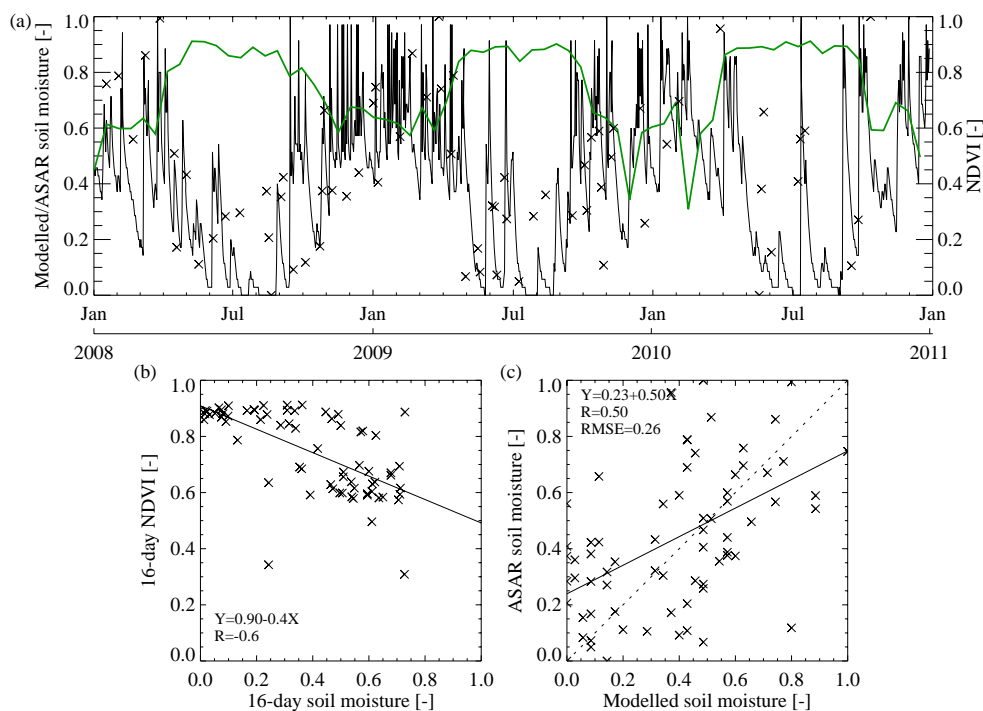 (a)
Modelled/ASAR soil moisture [-]
1.0
0.8
0.6
0.4
0.2
0.0
1.0
0.8
0.6
0.4
0.2
0.0
NDVI
Jan Jul Jan Jul Jan Jul Jan
2008 2009 2010 2011
(b)
16-day NDVI [-]
1.0
0.8
0.6
0.4
0.2
0.0
Y=0.90-0.4X
R=-0.6
0.0 0.2 0.4 0.6 0.8 1.0
16-day soil moisture [-]
(c)
ASAR soil moisture [-]
1.0
0.8
0.6
0.4
0.2
0.0
Y=0.23+0.50X
R=0.50
RMSE=0.26
0.0 0.2 0.4 0.6 0.8 1.0
Modelled soil moisture [-]